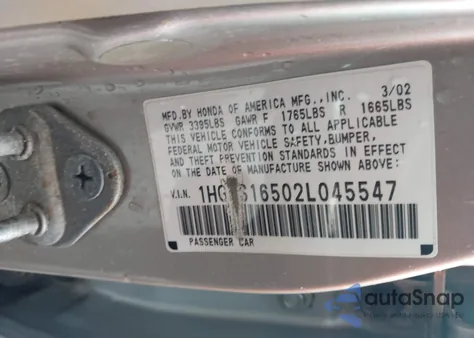 MFD.BY HONDA OF AMERICA MFG.,INC. 3/02
GVWR 3395LBS GAWR F 1765LBS R 1665LBS
THIS VEHICLE CONFORMS TO ALL APPLICABLE
FEDERAL MOTOR VEHICLE SAFETY,BUMPER,
AND THEFT PREVENTION STANDARDS IN EFFECT
ON THE DATE OF MANUFACTURE SHOWN ABOVE:
V.I.N.
PASSENGER CAR
autoSnap